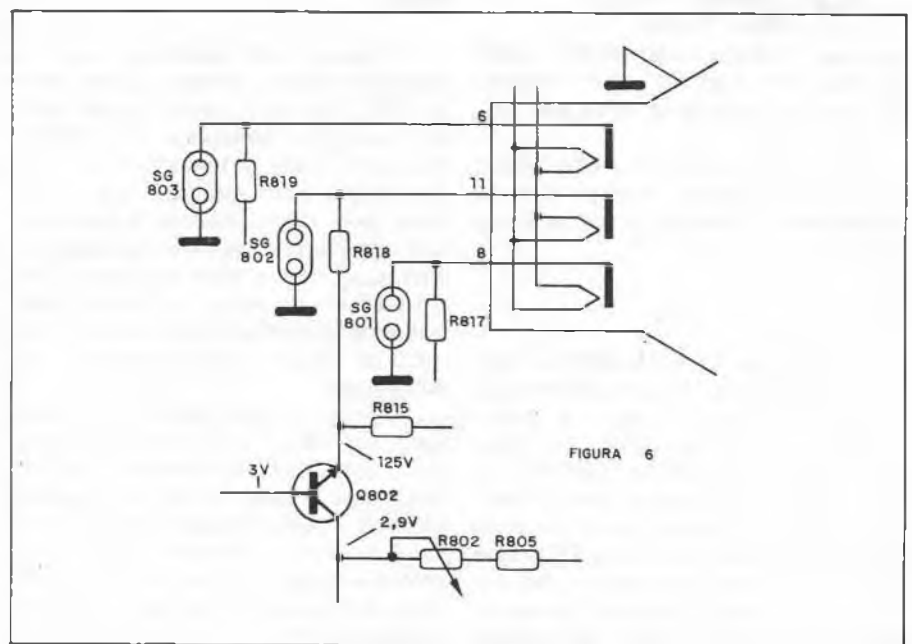 6
SG
803
R819
11
SG
802
R818
8
SG
801
R817
R815
125V
FIGURA 6
3V
Q802
2,9V
R802
R805